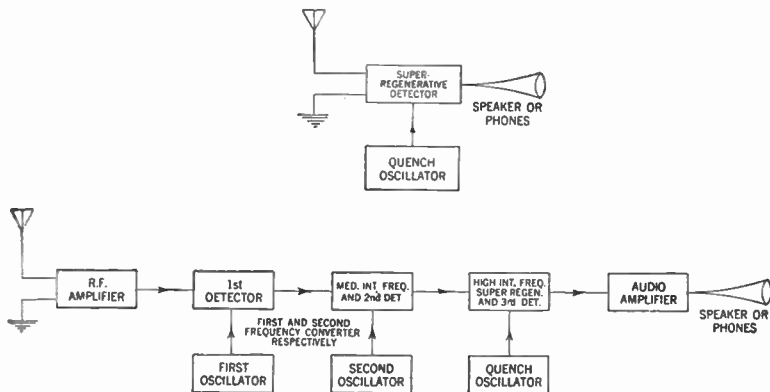 SUPER-
REGENERATIVE
DETECTOR
SPEAKER OR
PHONES
QUENCH
OSCILLATOR
R.F.
AMPLIFIER
1st
DETECTOR
MED. INT. FREQ.
AND 2nd DET
HIGH INT. FREQ.
SUPER REGEN.
AND 3rd DET.
AUDIO
AMPLIFIER
SPEAKER OR
PHONES
FIRST AND SECOND
FREQUENCY CONVERTER
RESPECTIVELY
FIRST
OSCILLATOR
SECOND
OSCILLATOR
QUENCH
OSCILLATOR